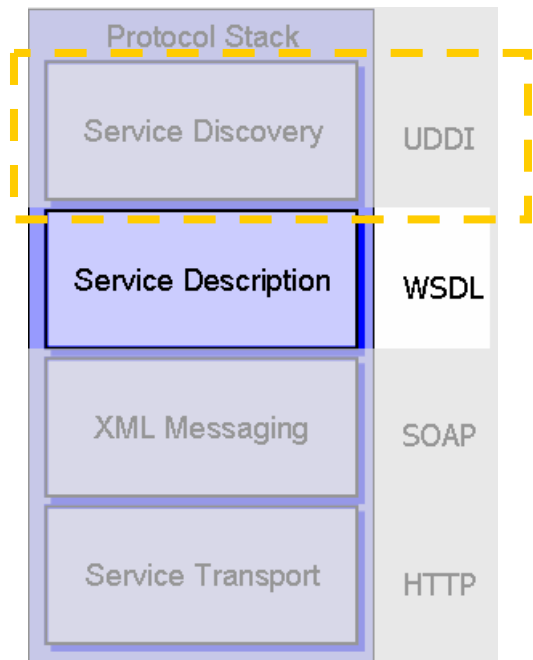 Protocol Stack
Service Discovery UDDI
Service Description WSDL
XML Messaging SOAP
Service Transport HTTP